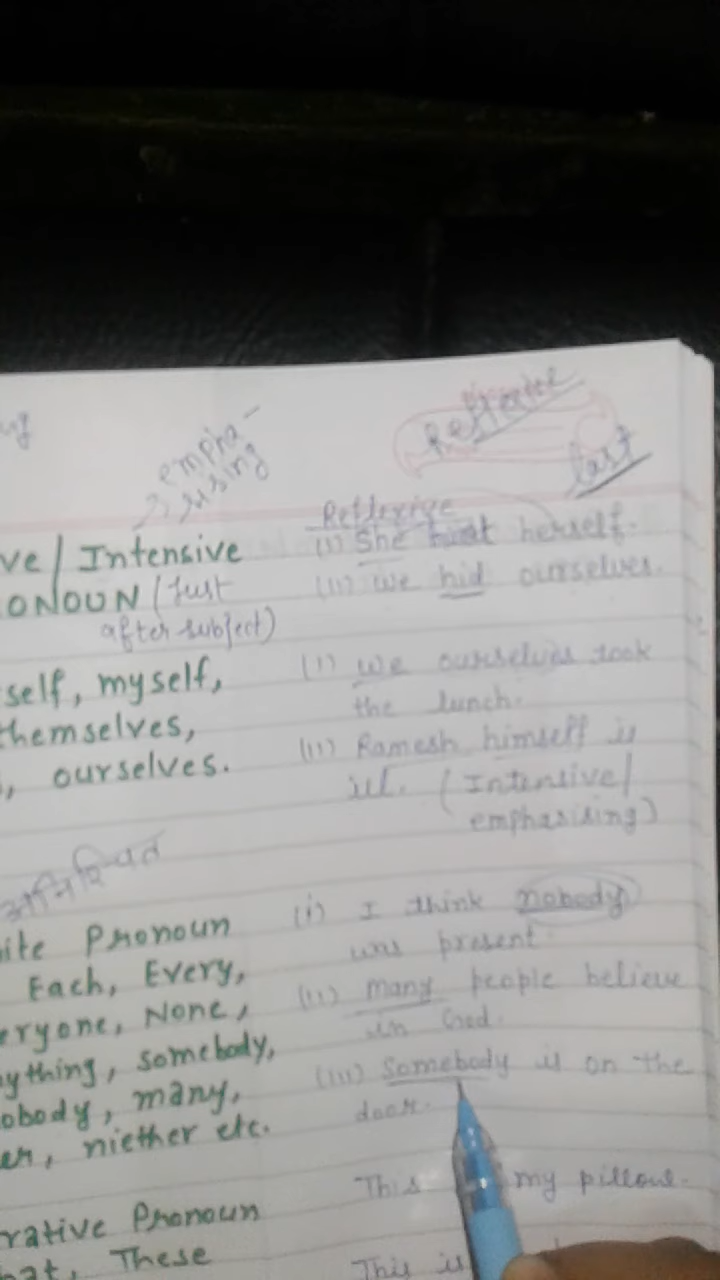 empha-
sising
Reflexive
last
Reflexive
ve/Intensive
(i) She hurt herself.
ONOUN (Just
after subject)
(ii) we hid ourselves.
self, myself,
(i) we ourselves took
the lunch.
themselves,
(ii) Ramesh himself is
ill. (Intensive/
emphasising)
, ourselves.
अनिश्चित
ite Pronoun
(i) I think nobody
was present.
Each, Every,
(ii) many people believe
in God.
eryone, None,
ything, somebody,
(iii) Somebody is on the
door.
obody, many,
er, niether etc.
This my pillow.
rative Pronoun
hat, These
This is